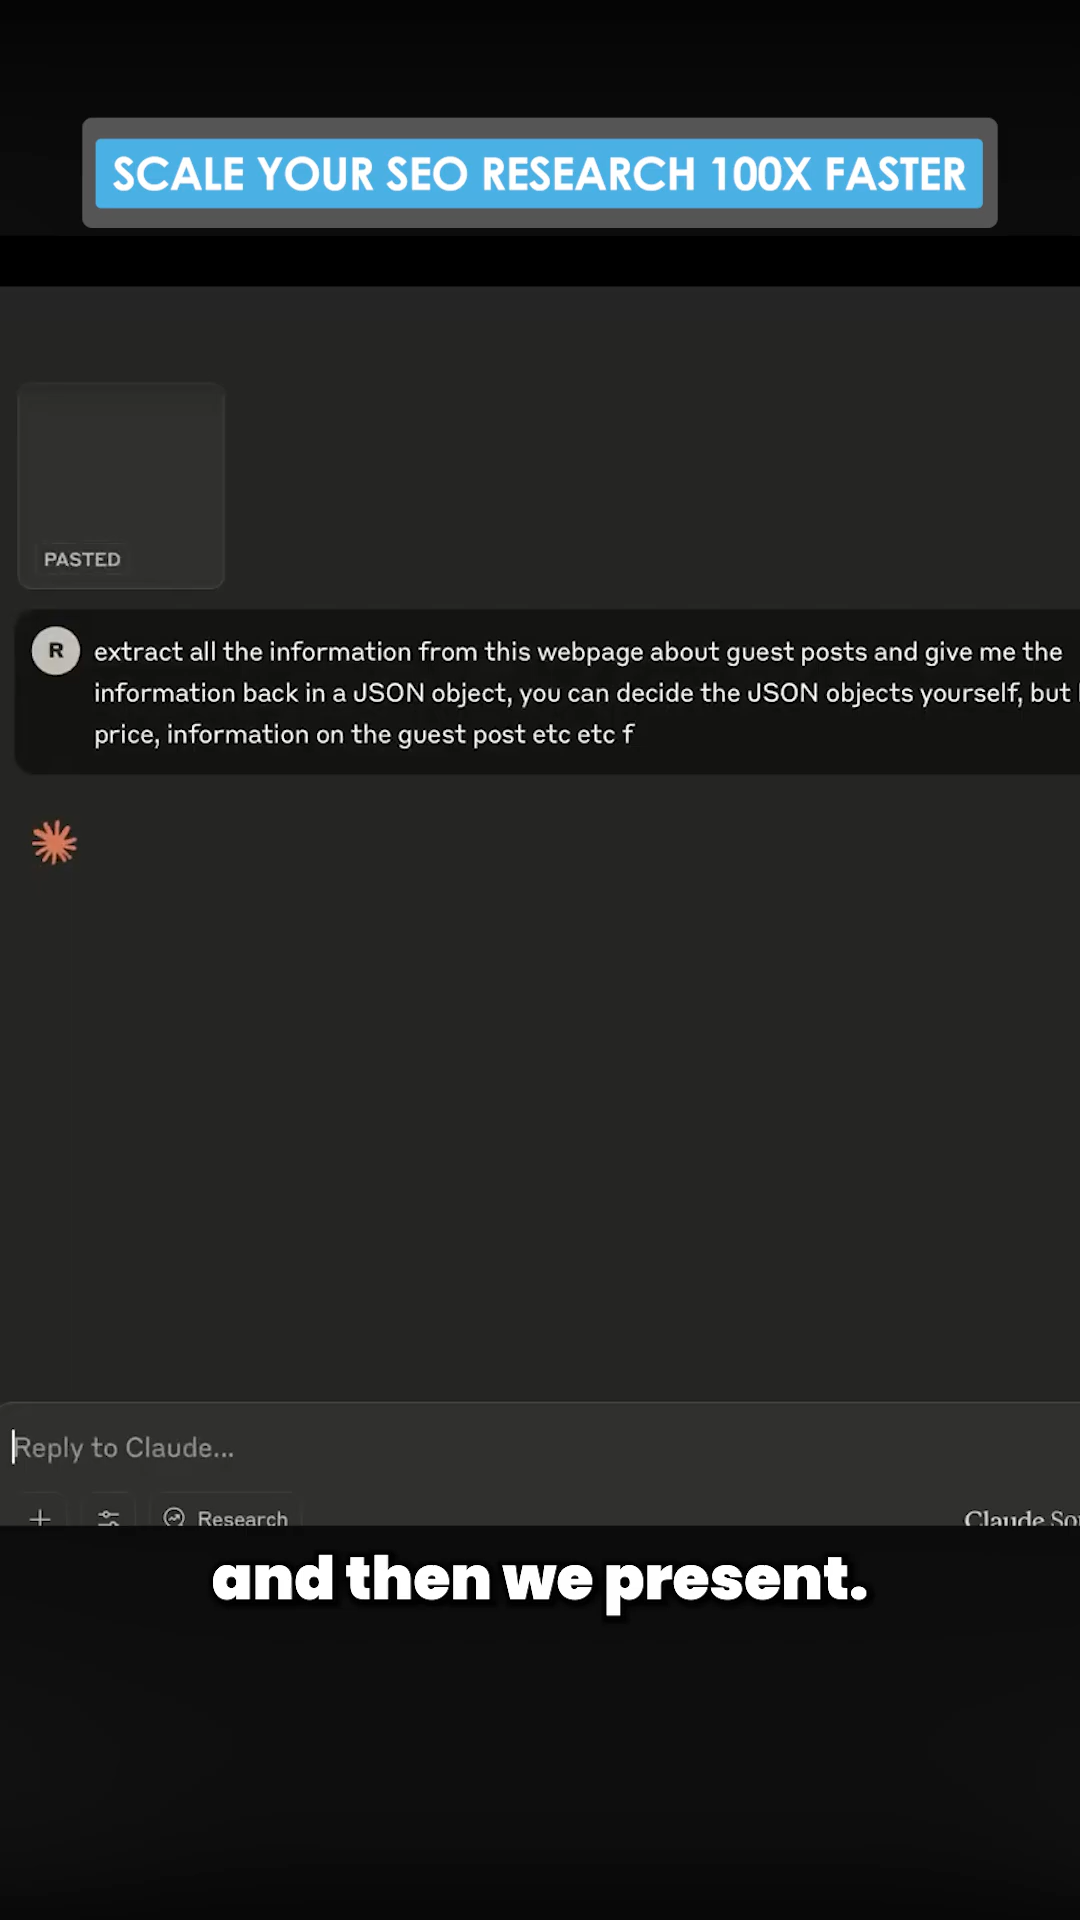 SCALE YOUR SEO RESEARCH 100X FASTER
PASTED
R
extract all the information from this webpage about guest posts and give me the
information back in a JSON object, you can decide the JSON objects yourself, but
price, information on the guest post etc etc f
Reply to Claude...
Research
Claude
and then we present.